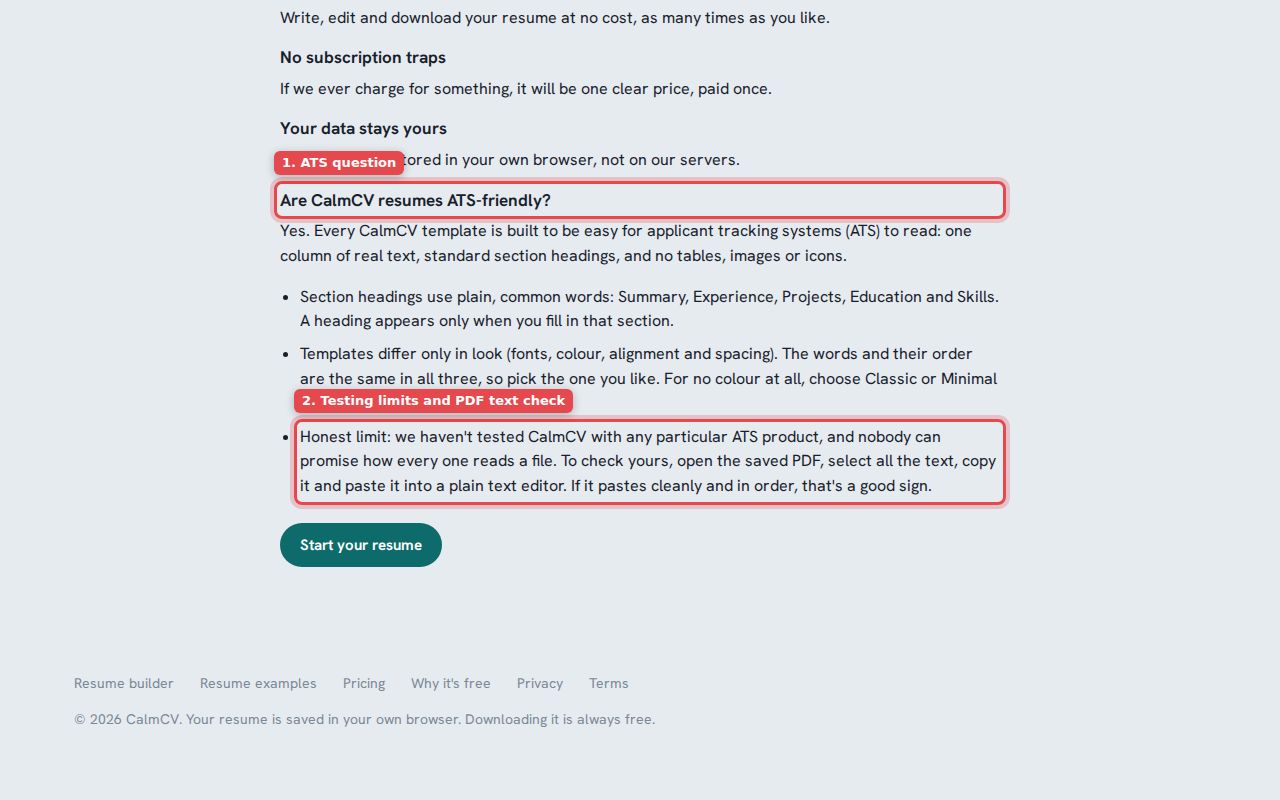 Write, edit and download your resume at no cost, as many times as you like.
No subscription traps
If we ever charge for something, it will be one clear price, paid once.
Your data stays yours
1. ATS question
tored in your own browser, not on our servers.
Are CalmCV resumes ATS-friendly?
Yes. Every CalmCV template is built to be easy for applicant tracking systems (ATS) to read: one
column of real text, standard section headings, and no tables, images or icons.
Section headings use plain, common words: Summary, Experience, Projects, Education and Skills.
A heading appears only when you fill in that section.
Templates differ only in look (fonts, colour, alignment and spacing). The words and their order
are the same in all three, so pick the one you like. For no colour at all, choose Classic or Minimal
2. Testing limits and PDF text check
Honest limit: we haven't tested CalmCV with any particular ATS product, and nobody can
promise how every one reads a file. To check yours, open the saved PDF, select all the text, copy
it and paste it into a plain text editor. If it pastes cleanly and in order, that's a good sign.
Start your resume
Resume builder Resume examples Pricing Why it's free Privacy Terms
© 2026 CalmCV. Your resume is saved in your own browser. Downloading it is always free.